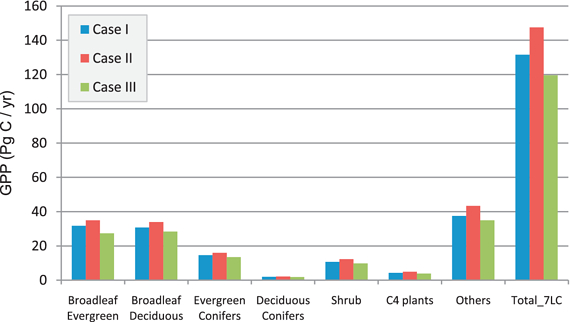 160
140
120
100
80
60
40
20
0
GPP (Pg C / yr)
Case I
Case II
Case III
Broadleaf
Evergreen
Broadleaf
Deciduous
Evergreen
Conifers
Deciduous
Conifers
Shrub
C4 plants
Others
Total_7LC